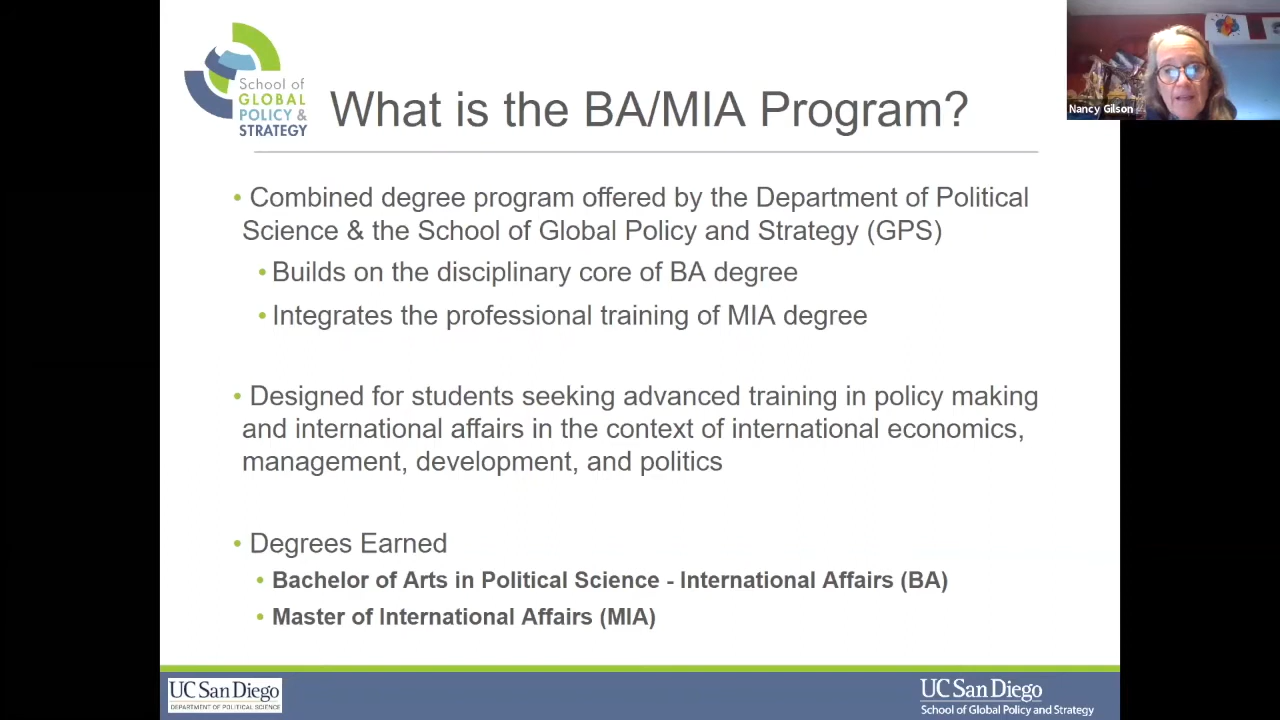 School of
GLOBAL
POLICY &
STRATEGY
What is the BA/MIA Program?
Nancy Gilson
• Combined degree program offered by the Department of Political
Science & the School of Global Policy and Strategy (GPS)
• Builds on the disciplinary core of BA degree
• Integrates the professional training of MIA degree
• Designed for students seeking advanced training in policy making
and international affairs in the context of international economics,
management, development, and politics
• Degrees Earned
• Bachelor of Arts in Political Science - International Affairs (BA)
• Master of International Affairs (MIA)
UC San Diego
DEPARTMENT OF POLITICAL SCIENCE
UC San Diego
School of Global Policy and Strategy